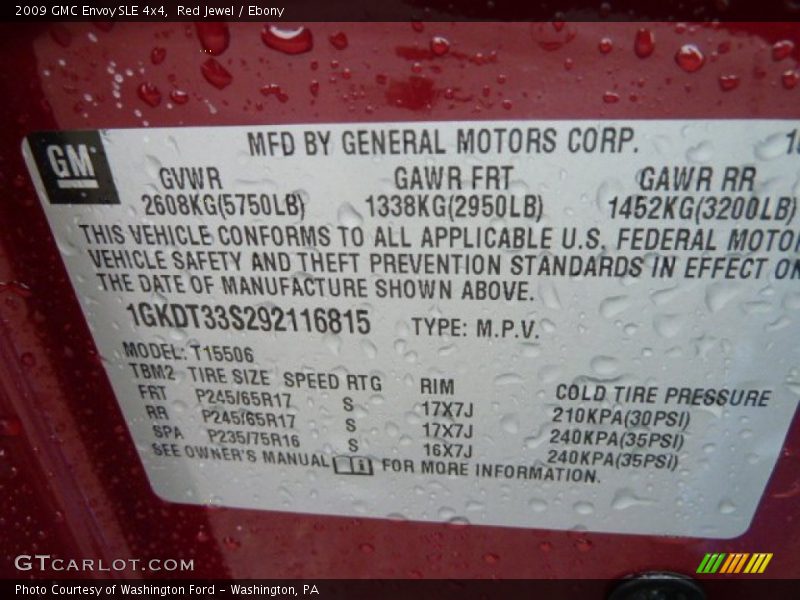 2009 GMC Envoy SLE 4x4,  Red Jewel / Ebony
GM
MFD BY GENERAL MOTORS CORP.
GVWR GAWR FRT GAWR RR
2608KG(5750LB) 1338KG(2950LB) 1452KG(3200LB)
THIS VEHICLE CONFORMS TO ALL APPLICABLE U.S. FEDERAL MOTOR
VEHICLE SAFETY AND THEFT PREVENTION STANDARDS IN EFFECT ON
THE DATE OF MANUFACTURE SHOWN ABOVE.
1GKDT33S292116815 TYPE: M.P.V.
MODEL: T15506
TBM2 TIRE SIZE SPEED RTG RIM COLD TIRE PRESSURE
FRT P245/65R17 S 17X7J 210KPA(30PSI)
RR P245/65R17 S 17X7J 240KPA(35PSI)
SPA P235/75R16 S 16X7J 240KPA(35PSI)
SEE OWNER'S MANUAL FOR MORE INFORMATION.
GTCARLOT.COM
Photo Courtesy of Washington Ford - Washington, PA